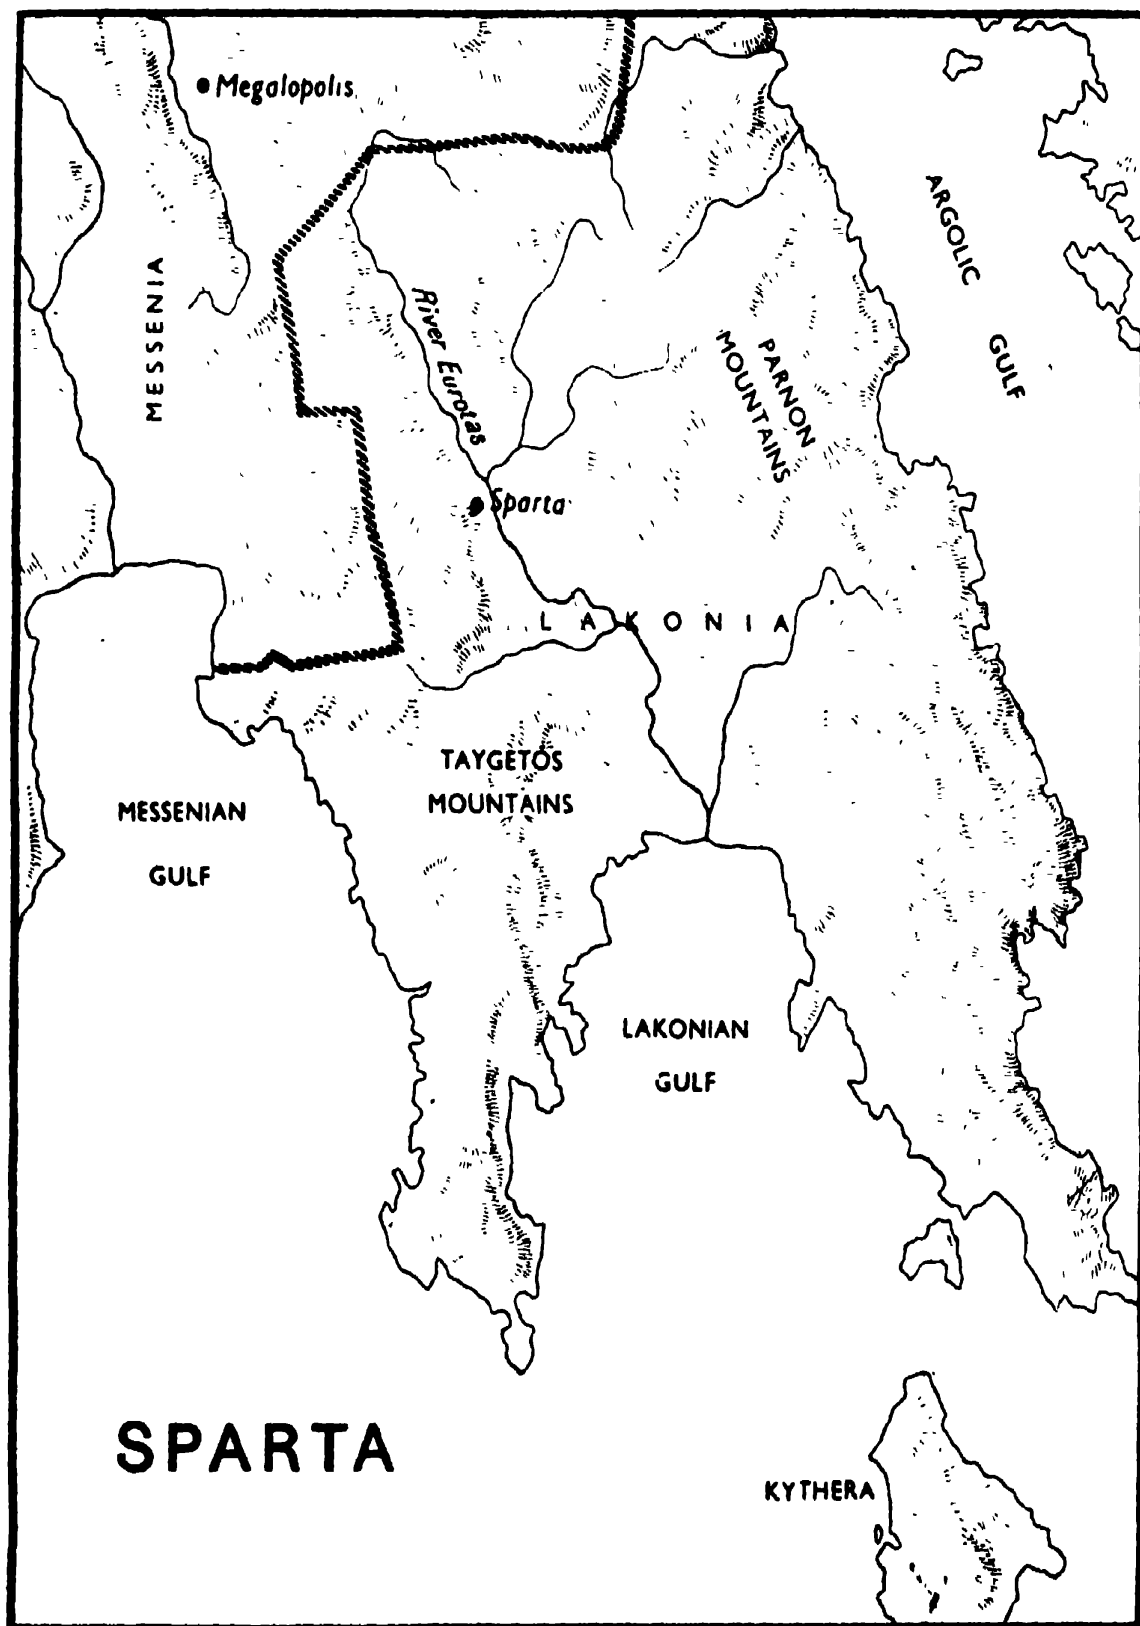 Megalopolis
MESSENIA
ARGOLIC
GULF
River Eurotas
PARNON
MOUNTAINS
Sparta
LAKONIA
TAYGETOS
MOUNTAINS
MESSENIAN
GULF
LAKONIAN
GULF
SPARTA
KYTHERA